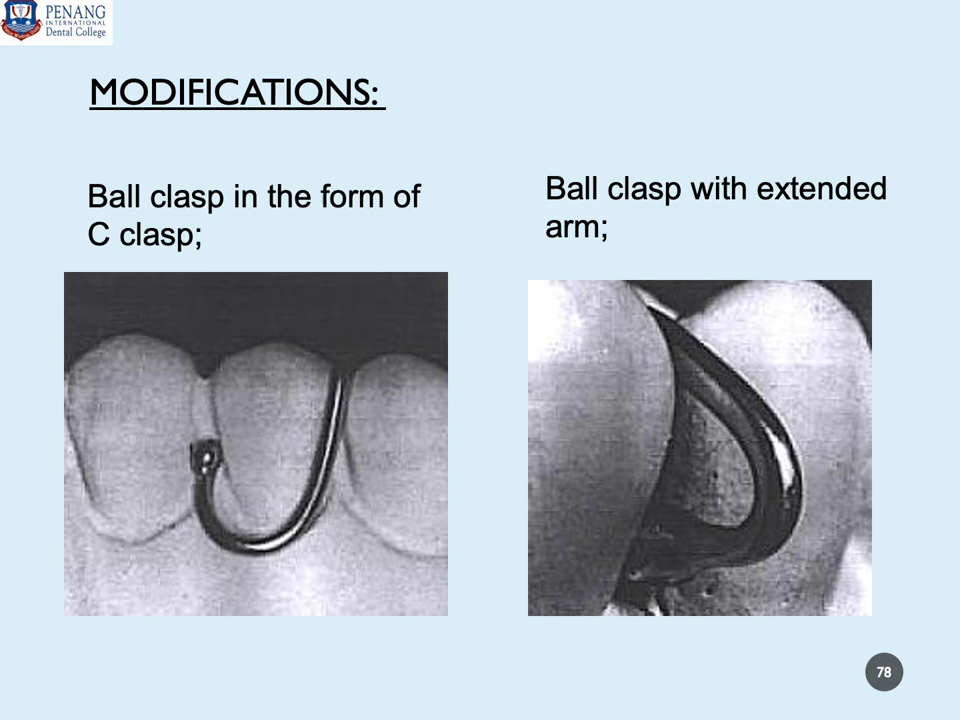 PENANG
INTERNATIONAL
Dental College
MODIFICATIONS:
Ball clasp in the form of
C clasp;
Ball clasp with extended
arm;
78